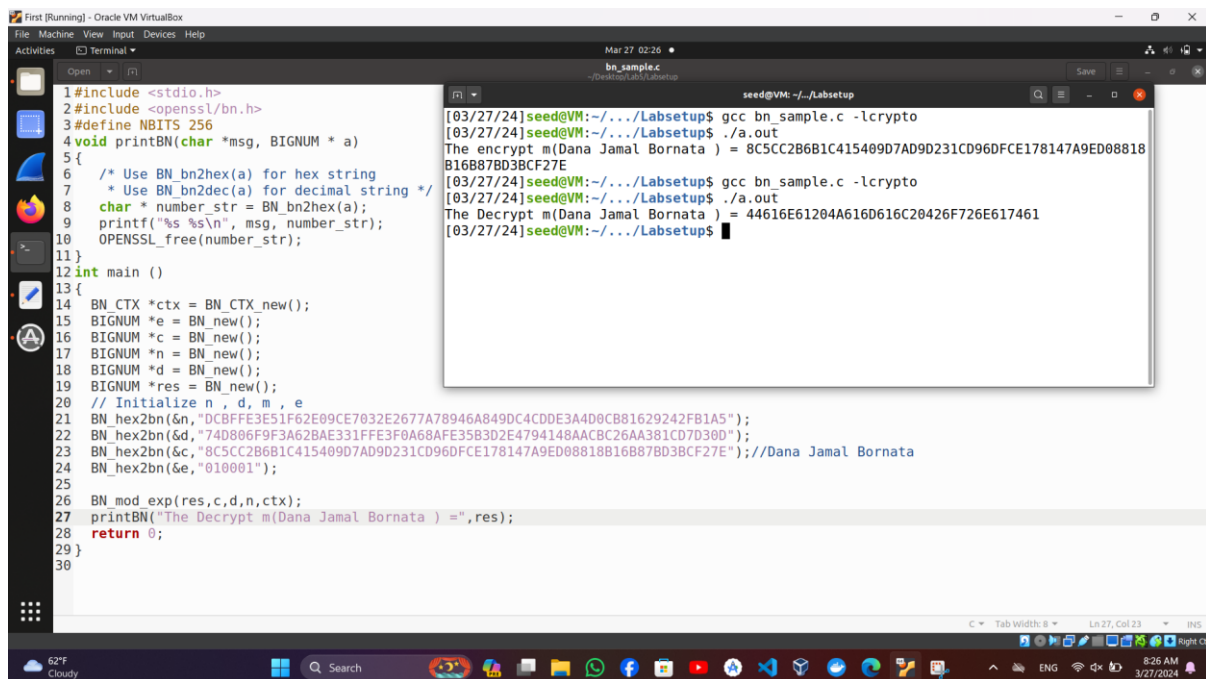 First [Running] - Oracle VM VirtualBox
File Machine View Input Devices Help
Activities Terminal Mar 27 02:26
Open bn_sample.c Save
~/Desktop/Lab5/Labsetup
1 #include <stdio.h>
2 #include <openssl/bn.h>
3 #define NBITS 256
4 void printBN(char *msg, BIGNUM * a)
5 {
6 /* Use BN_bn2hex(a) for hex string
7 * Use BN_bn2dec(a) for decimal string */
8 char * number_str = BN_bn2hex(a);
9 printf("%s %s\n", msg, number_str);
10 OPENSSL_free(number_str);
11 }
12 int main ()
13 {
14 BN_CTX *ctx = BN_CTX_new();
15 BIGNUM *e = BN_new();
16 BIGNUM *c = BN_new();
17 BIGNUM *n = BN_new();
18 BIGNUM *d = BN_new();
19 BIGNUM *res = BN_new();
20 // Initialize n , d, m , e
21 BN_hex2bn(&n,"DCBFFE3E51F62E09CE7032E2677A78946A849DC4CDDE3A4D0CB81629242FB1A5");
22 BN_hex2bn(&d,"74D806F9F3A62BAE331FFE3F0A68AFE35B3D2E4794148AACBC26AA381CD7D30D");
23 BN_hex2bn(&c,"8C5CC2B6B1C415409D7AD9D231CD96DFCE178147A9ED08818B16B87BD3BCF27E");//Dana Jamal Bornata
24 BN_hex2bn(&e,"010001");
25
26 BN_mod_exp(res,c,d,n,ctx);
27 printBN("The Decrypt m(Dana Jamal Bornata ) =",res);
28 return 0;
29 }
30
seed@VM: ~/.../Labsetup
[03/27/24]seed@VM:~/.../Labsetup$ gcc bn_sample.c -lcrypto
[03/27/24]seed@VM:~/.../Labsetup$ ./a.out
The encrypt m(Dana Jamal Bornata ) = 8C5CC2B6B1C415409D7AD9D231CD96DFCE178147A9ED08818
B16B87BD3BCF27E
[03/27/24]seed@VM:~/.../Labsetup$ gcc bn_sample.c -lcrypto
[03/27/24]seed@VM:~/.../Labsetup$ ./a.out
The Decrypt m(Dana Jamal Bornata ) = 44616E61204A616D616C20426F726E617461
[03/27/24]seed@VM:~/.../Labsetup$
C Tab Width: 8 Ln 27, Col 23 INS
62°F
Cloudy
Search
ENG
8:26 AM
3/27/2024